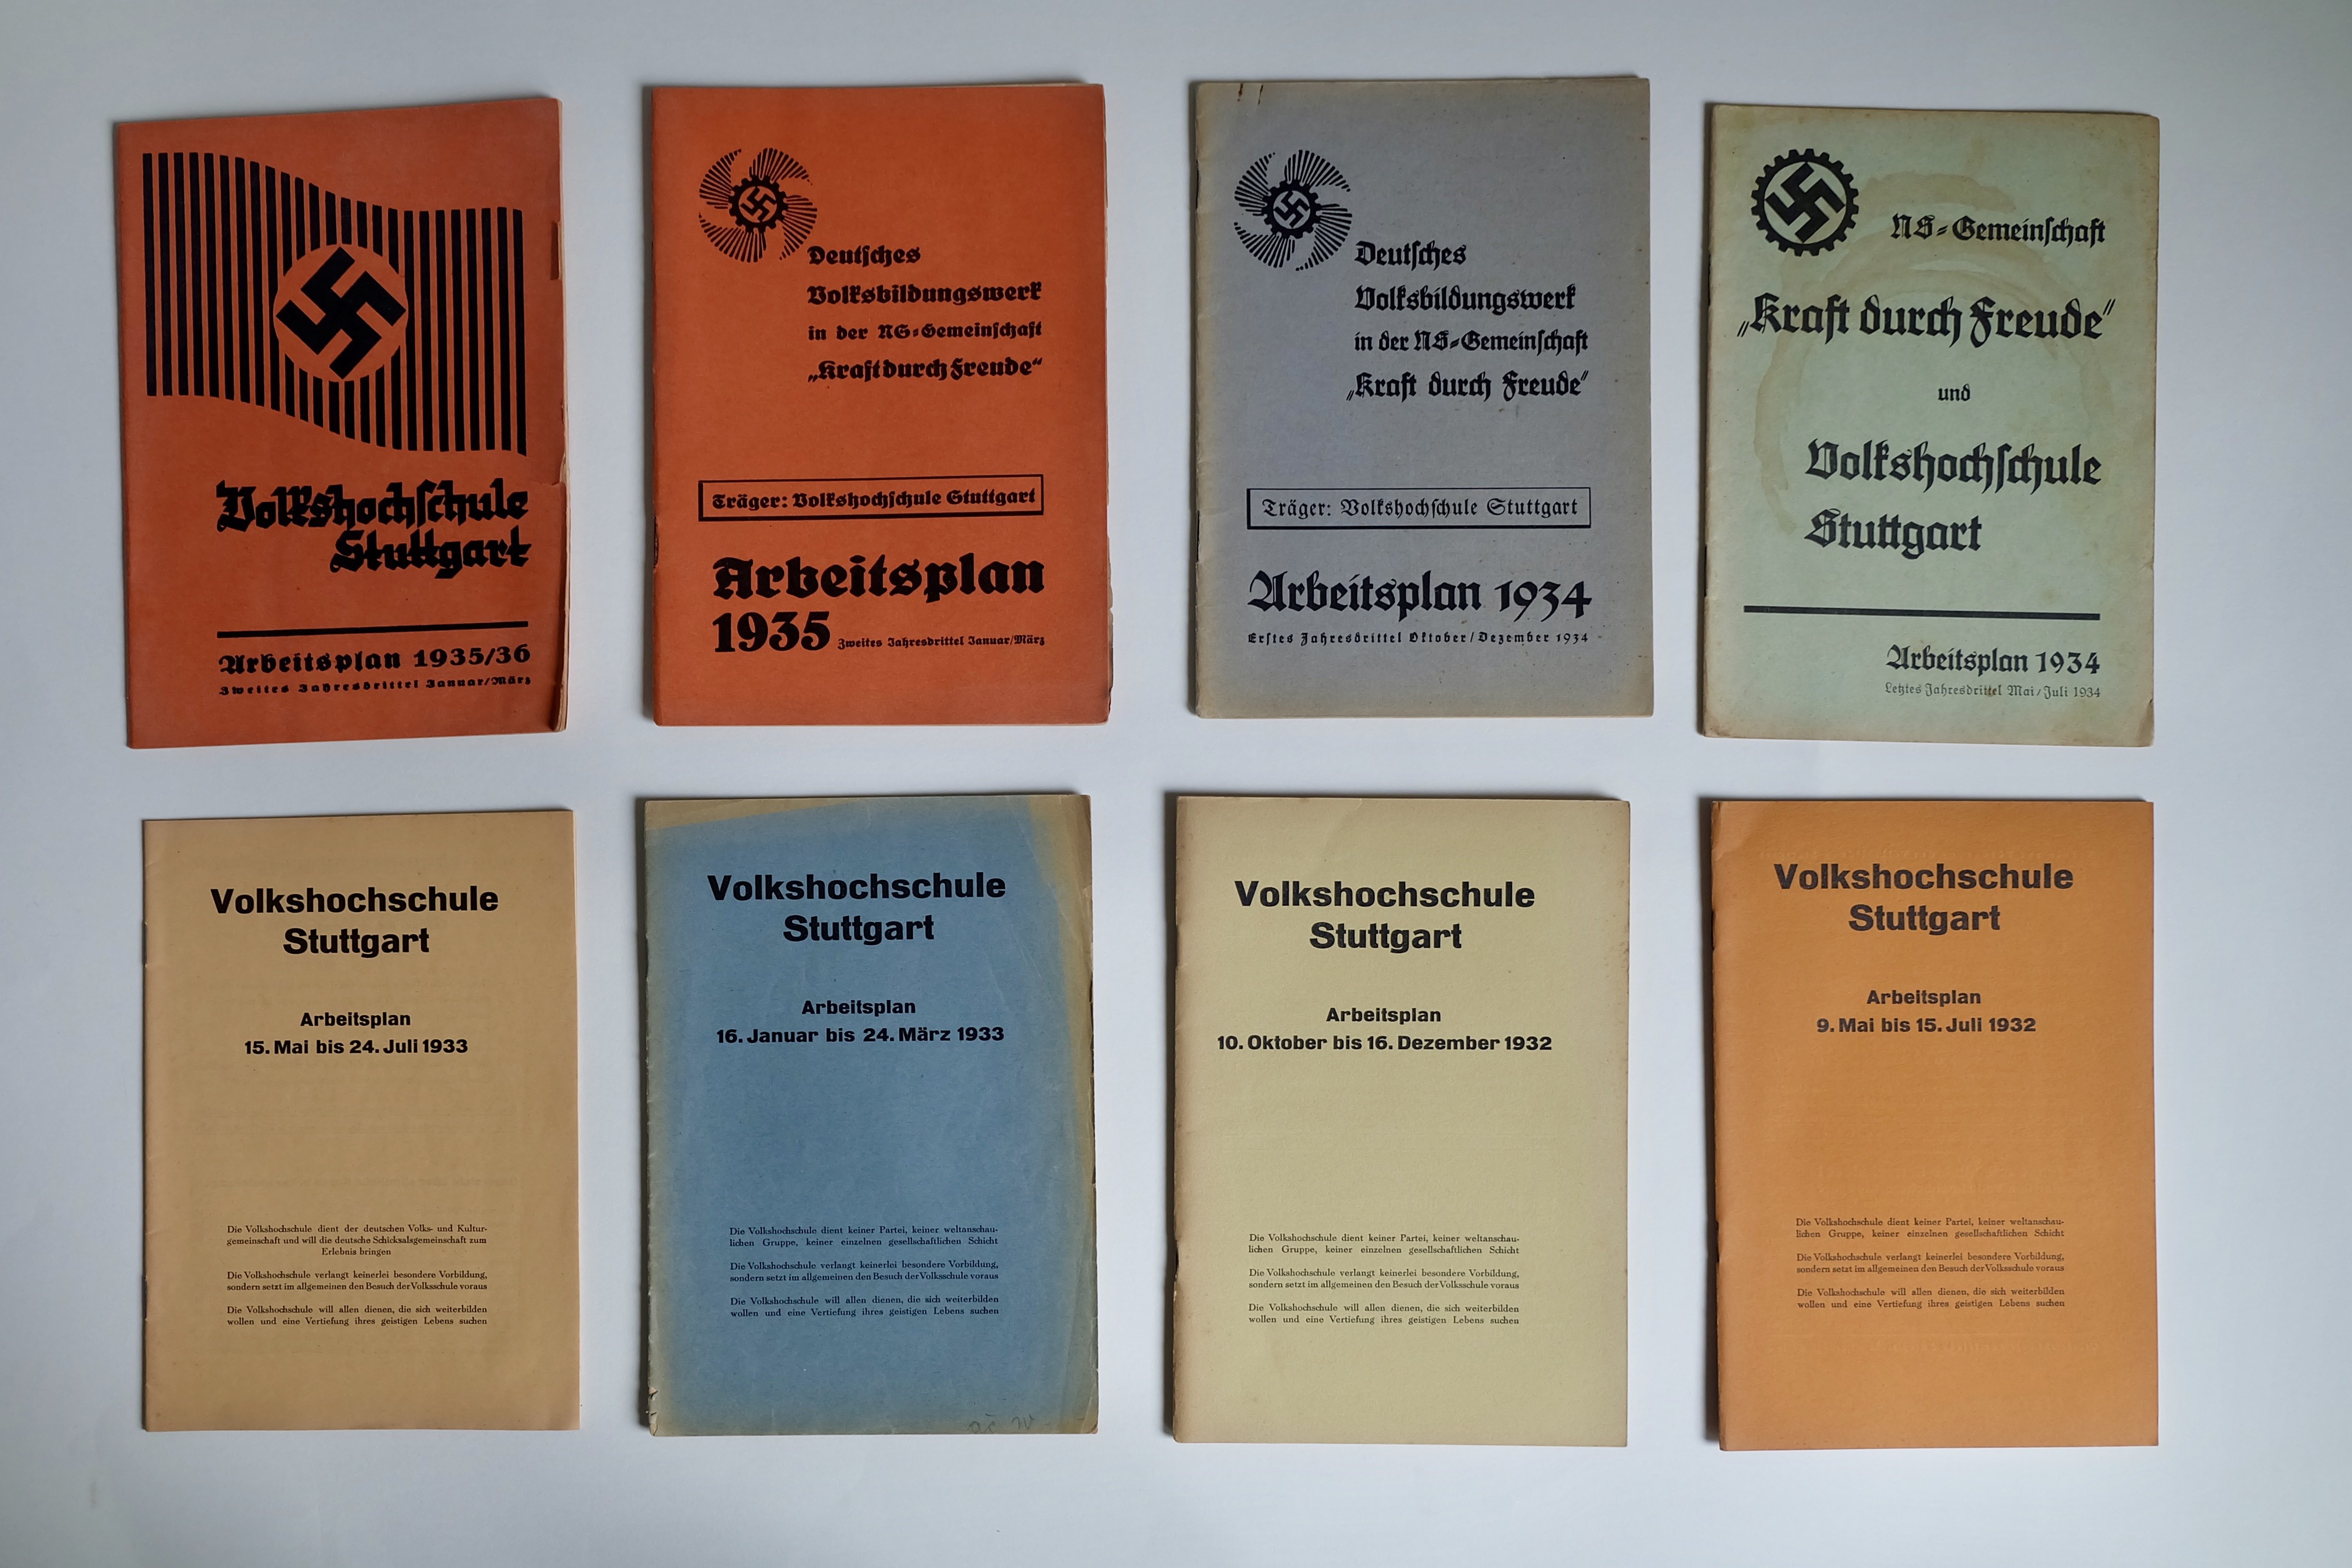 Volkshochschule
Stuttgart
Arbeitsplan 1935/36
Zweites Jahresdrittel Januar/März
Deutsches
Volksbildungswerk
in der NS-Gemeinschaft
„Kraft durch Freude“
Träger: Volkshochschule Stuttgart
Arbeitsplan
1935 Zweites Jahresdrittel Januar/März
Deutsches
Volksbildungswerk
in der NS-Gemeinschaft
„Kraft durch Freude“
Träger: Volkshochschule Stuttgart
Arbeitsplan 1934
Erstes Jahresdrittel Oktober/Dezember 1934
NS-Gemeinschaft
„Kraft durch Freude“
und
Volkshochschule
Stuttgart
Arbeitsplan 1934
Letztes Jahresdrittel Mai/Juli 1934
Volkshochschule
Stuttgart
Arbeitsplan
15. Mai bis 24. Juli 1933
Die Volkshochschule dient der deutschen Volks- und Kultur-
gemeinschaft und will die deutsche Schicksalsgemeinschaft zum
Erlebnis bringen
Die Volkshochschule verlangt keinerlei besondere Vorbildung,
sondern setzt im allgemeinen den Besuch der Volksschule voraus
Die Volkshochschule will allen dienen, die sich weiterbilden
wollen und eine Vertiefung ihres geistigen Lebens suchen
Volkshochschule
Stuttgart
Arbeitsplan
16. Januar bis 24. März 1933
Die Volkshochschule dient keiner Partei, keiner weltanschau-
lichen Gruppe, keiner einzelnen gesellschaftlichen Schicht
Die Volkshochschule verlangt keinerlei besondere Vorbildung,
sondern setzt im allgemeinen den Besuch der Volksschule voraus
Die Volkshochschule will allen dienen, die sich weiterbilden
wollen und eine Vertiefung ihres geistigen Lebens suchen
Volkshochschule
Stuttgart
Arbeitsplan
10. Oktober bis 16. Dezember 1932
Die Volkshochschule dient keiner Partei, keiner weltanschau-
lichen Gruppe, keiner einzelnen gesellschaftlichen Schicht
Die Volkshochschule verlangt keinerlei besondere Vorbildung,
sondern setzt im allgemeinen den Besuch der Volksschule voraus
Die Volkshochschule will allen dienen, die sich weiterbilden
wollen und eine Vertiefung ihres geistigen Lebens suchen
Volkshochschule
Stuttgart
Arbeitsplan
9. Mai bis 15. Juli 1932
Die Volkshochschule dient keiner Partei, keiner weltanschau-
lichen Gruppe, keiner einzelnen gesellschaftlichen Schicht
Die Volkshochschule verlangt keinerlei besondere Vorbildung,
sondern setzt im allgemeinen den Besuch der Volksschule voraus
Die Volkshochschule will allen dienen, die sich weiterbilden
wollen und eine Vertiefung ihres geistigen Lebens suchen